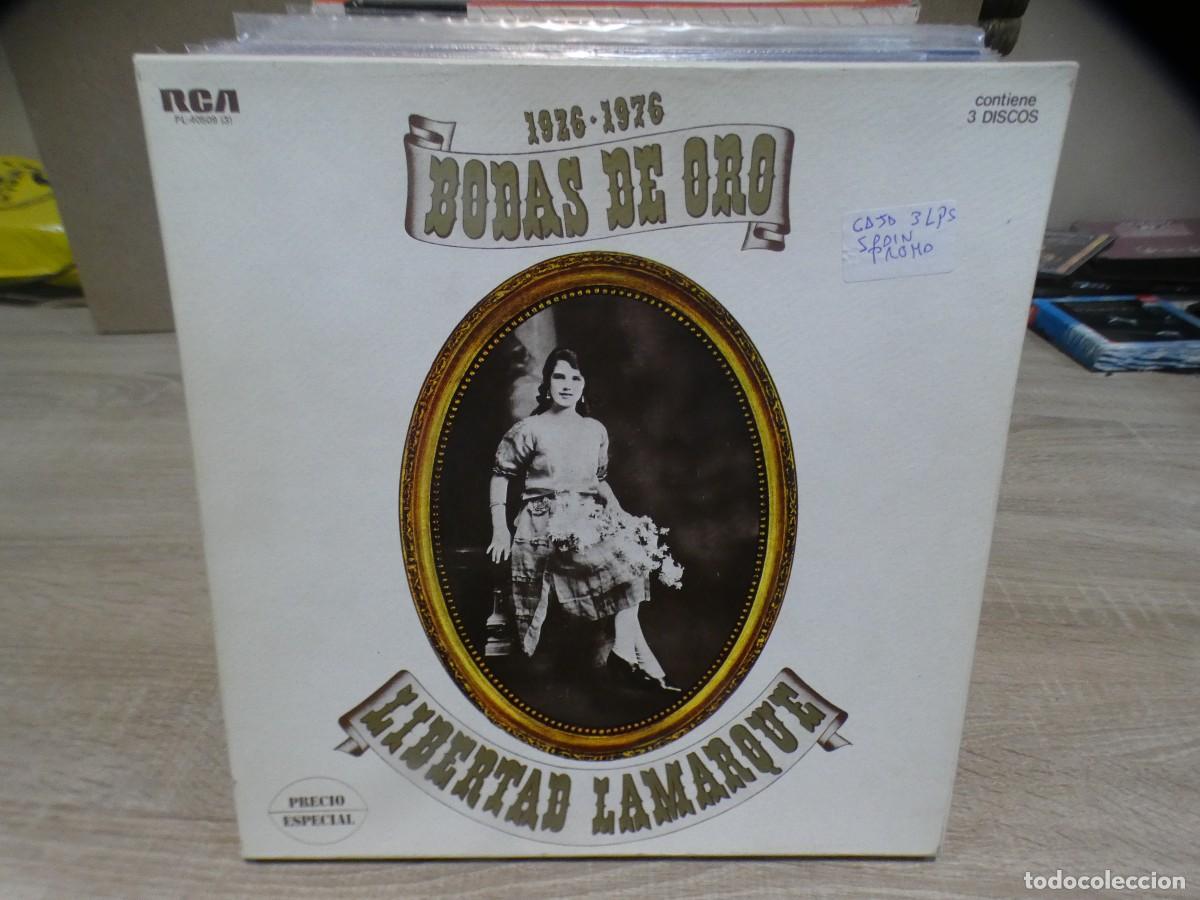 RCA
PL-40509 (3)
contiene
3 DISCOS
1926·1976
BODAS DE ORO
CAJA 3 LPS
SPAIN
PROMO
LIBERTAD LAMARQUE
PRECIO
ESPECIAL
todocoleccion